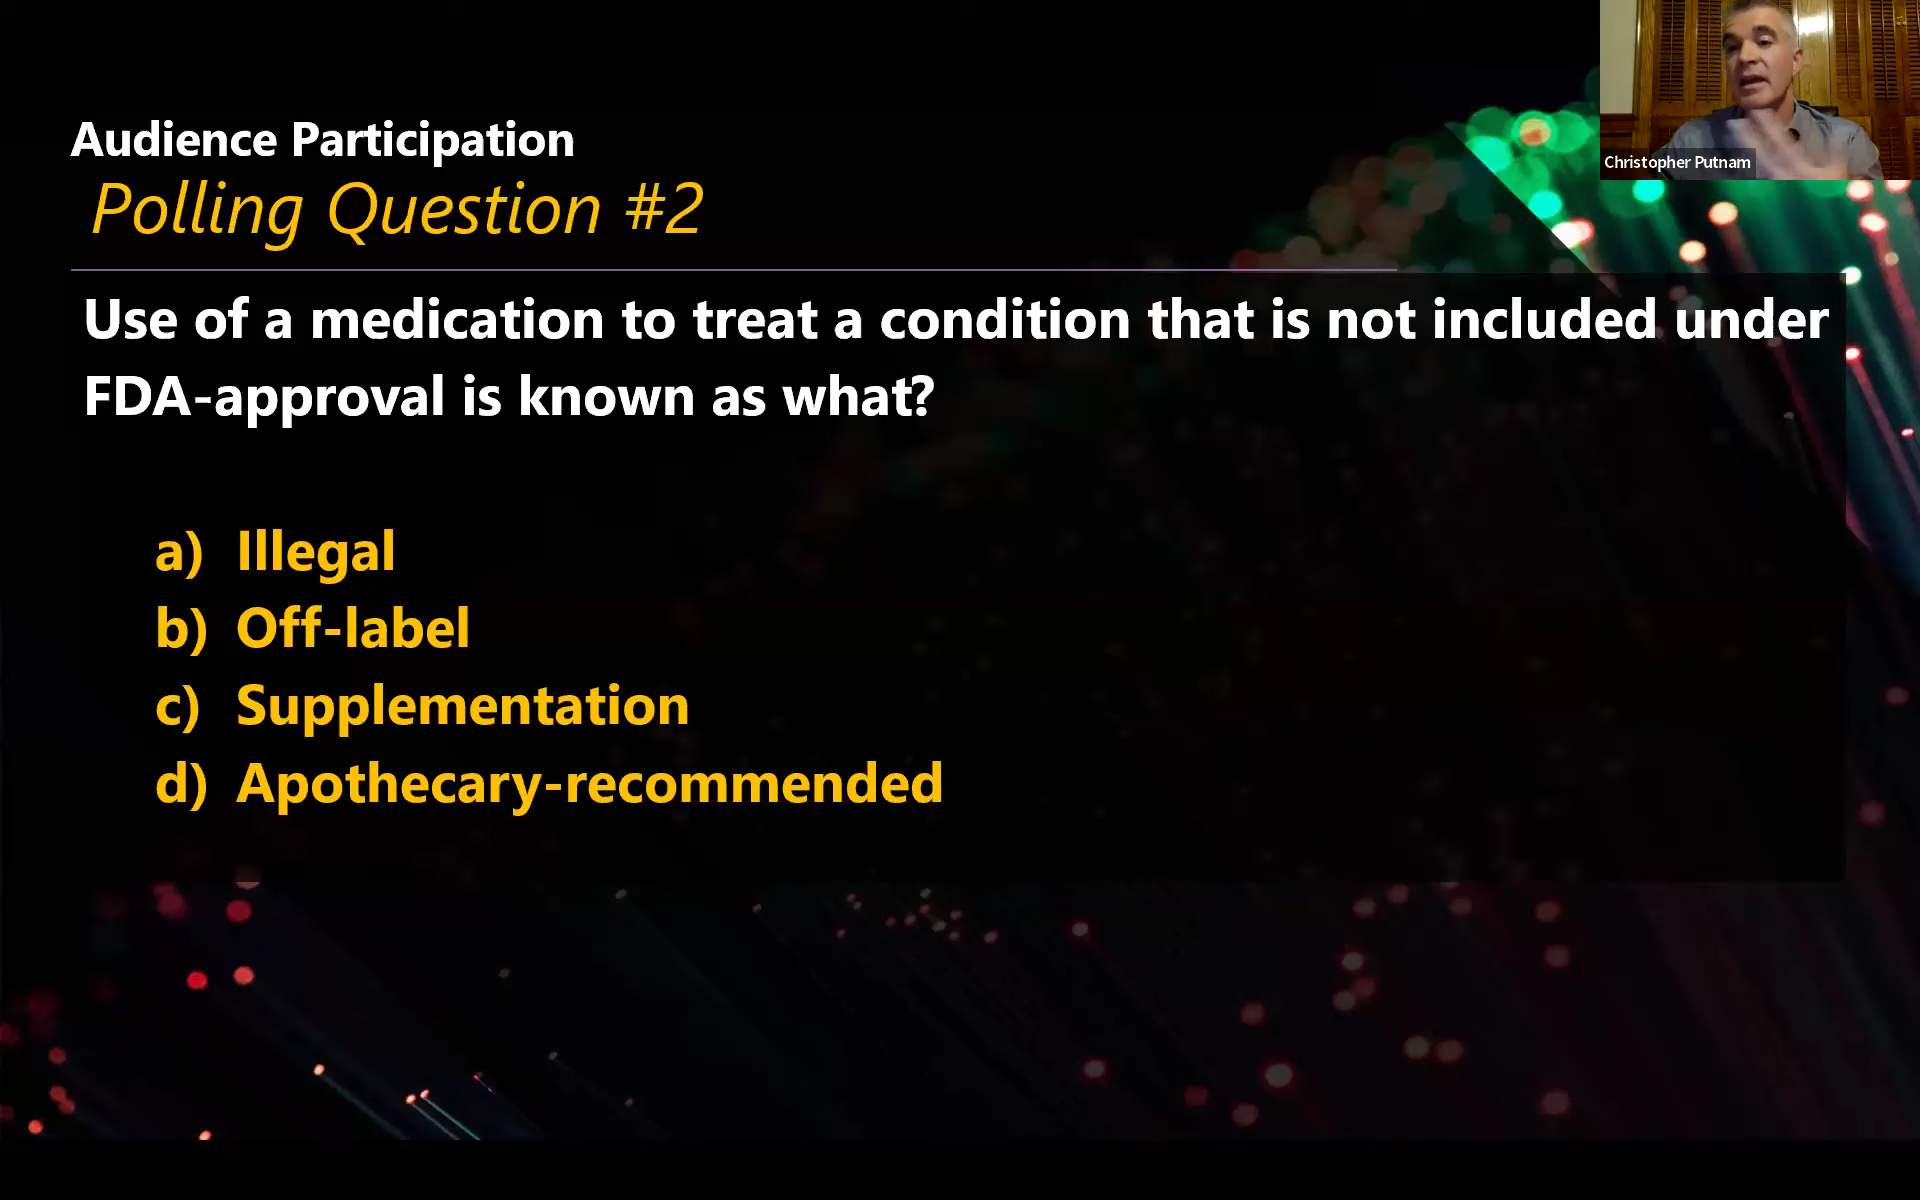 Audience Participation
Polling Question #2
Christopher Putnam
Use of a medication to treat a condition that is not included under
FDA-approval is known as what?
a) Illegal
b) Off-label
c) Supplementation
d) Apothecary-recommended